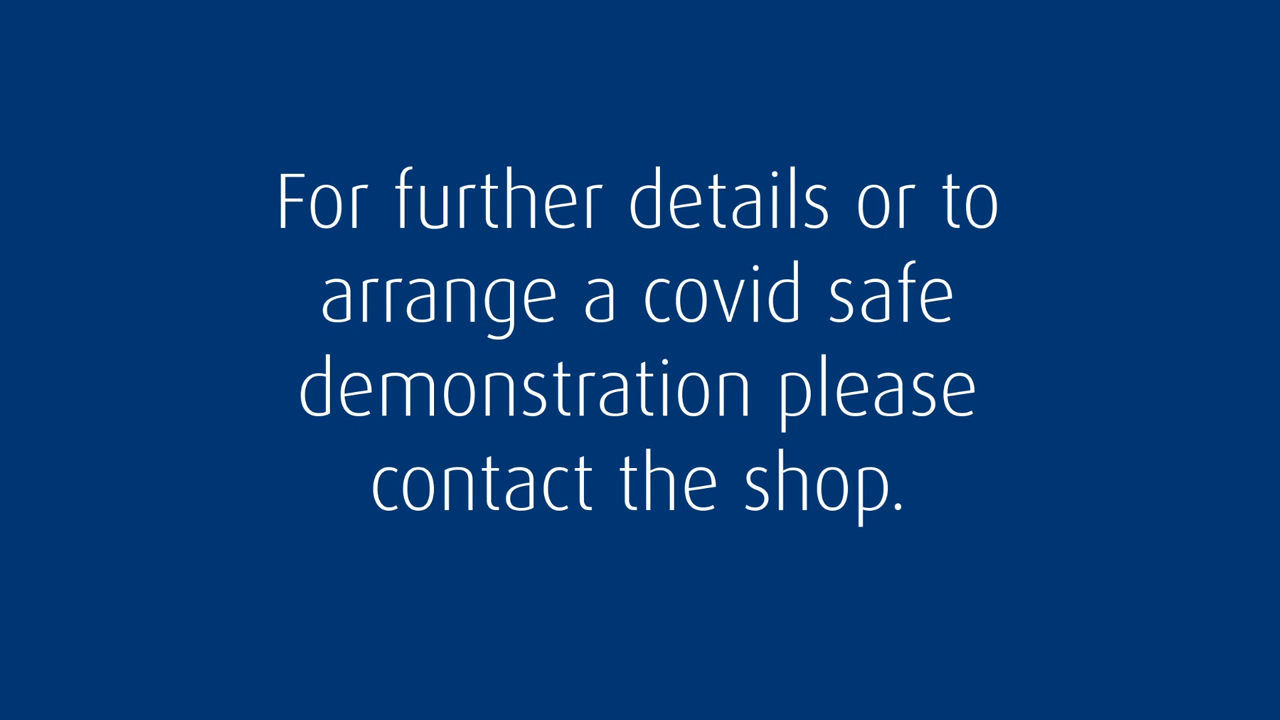 For further details or to
arrange a covid safe
demonstration please
contact the shop.